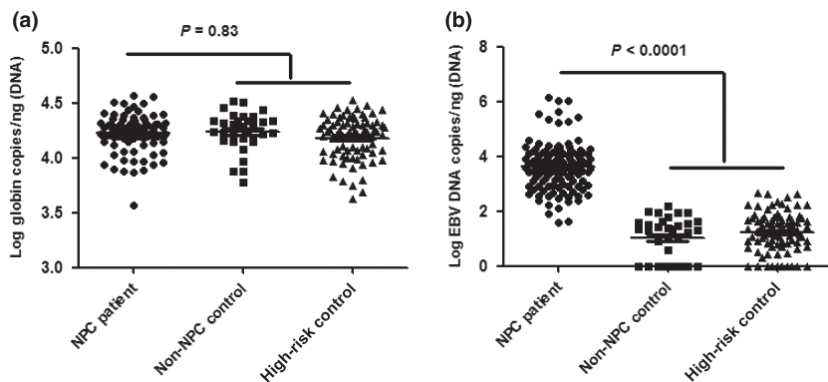 (a)
P = 0.83
Log globin copies/ng (DNA)
5.0
4.5
4.0
3.5
3.0
NPC patient
Non-NPC control
High-risk control
(b)
P < 0.0001
Log EBV DNA copies/ng (DNA)
8
6
4
2
0
NPC patient
Non-NPC control
High-risk control